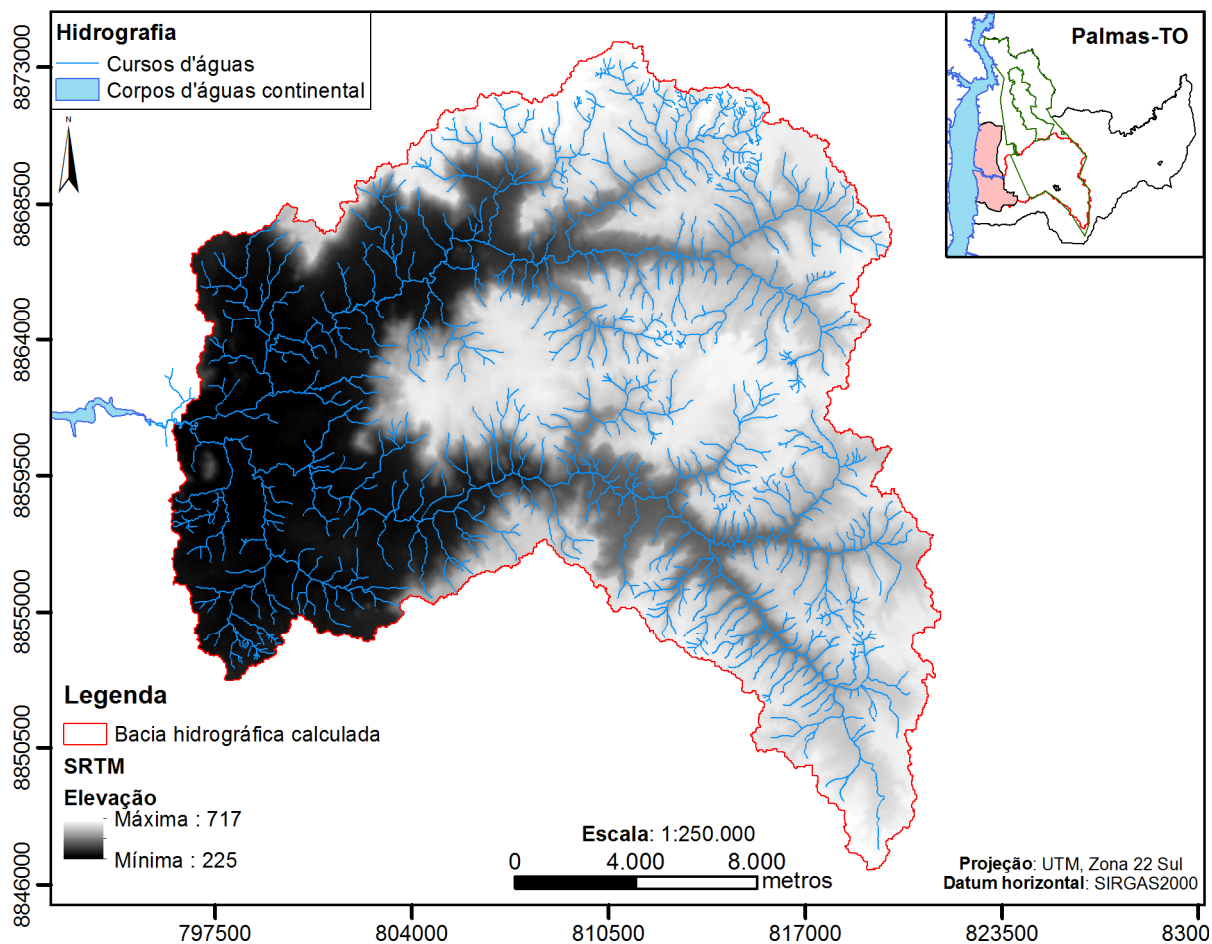 Hidrografia
Cursos d'águas
Corpos d'águas continental
N
Palmas-TO
8873000
8868500
8864000
8859500
8855000
8850500
8846000
Legenda
Bacia hidrográfica calculada
SRTM
Elevação
Máxima : 717
Mínima : 225
Escala: 1:250.000
0 4.000 8.000
metros
Projeção: UTM, Zona 22 Sul
Datum horizontal: SIRGAS2000
797500 804000 810500 817000 823500 8300